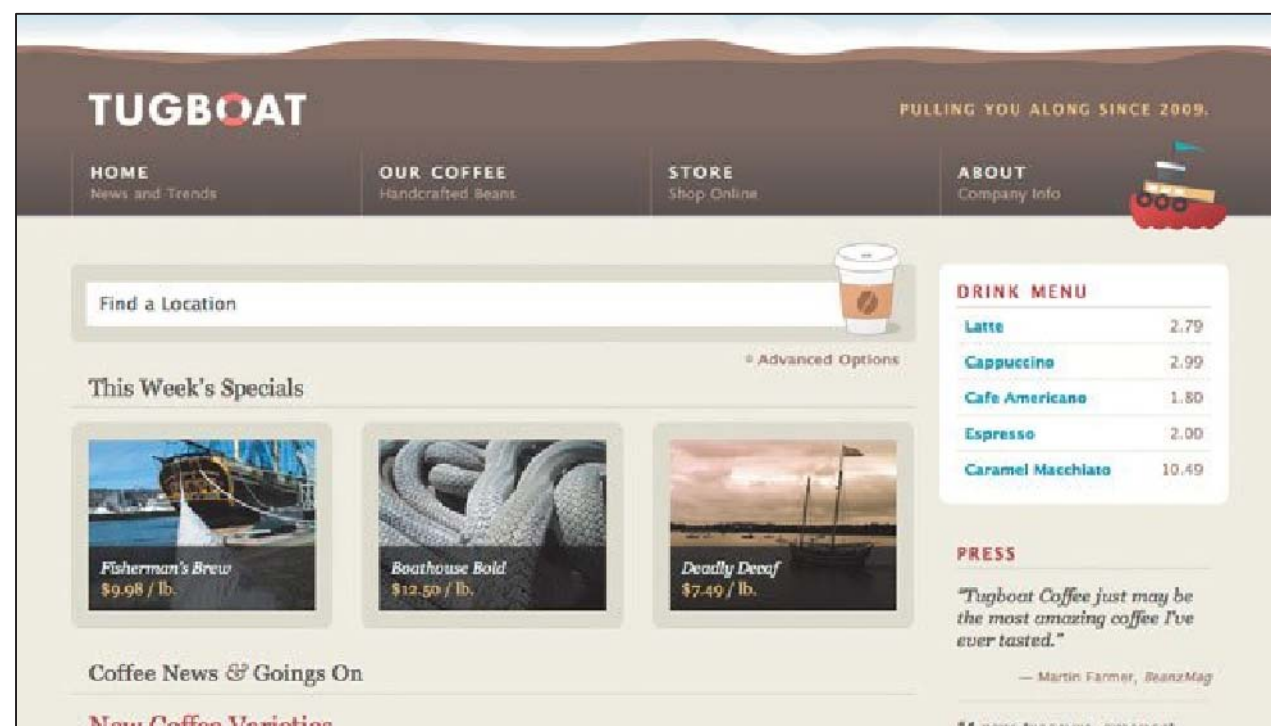 TUGBOAT
PULLING YOU ALONG SINCE 2009.
HOME
News and Trends
OUR COFFEE
Handcrafted Beans
STORE
Shop Online
ABOUT
Company Info
Find a Location
Advanced Options
This Week's Specials
Fisherman's Brew
$9.98 / lb.
Boathouse Bold
$12.50 / lb.
Deadly Decaf
$7.49 / lb.
Coffee News & Goings On
New Coffee Varieties
DRINK MENU
Latte 2.79
Cappuccino 2.99
Cafe Americano 1.80
Espresso 2.00
Caramel Macchiato 10.49
PRESS
"Tugboat Coffee just may be
the most amazing coffee I've
ever tasted."
— Martin Farmer, BeanzMag